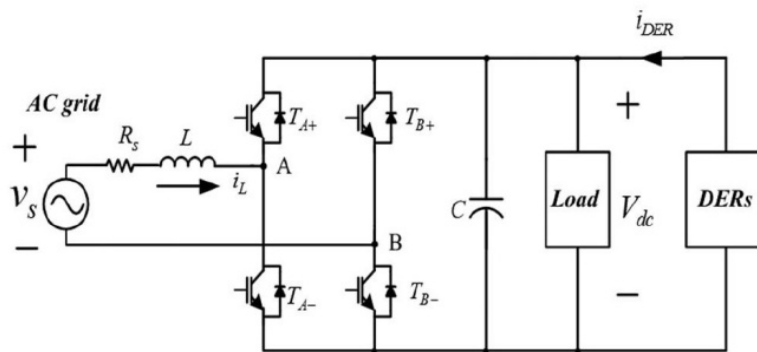 i_DER
AC grid
+
R_s
L
T_A+
T_B+
+
v_s
i_L
A
C
Load
V_dc
DERs
−
B
T_A−
T_B−
−